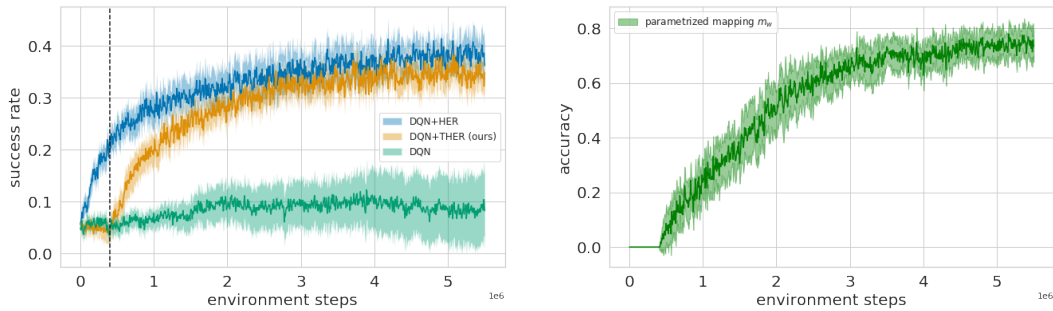 0.4
0.3
0.2
0.1
0.0
success rate
DQN+HER
DQN+THER (ours)
DQN
0 1 2 3 4 5
1e6
environment steps
0.8
0.6
0.4
0.2
0.0
accuracy
parametrized mapping m_w
0 1 2 3 4 5
1e6
environment steps